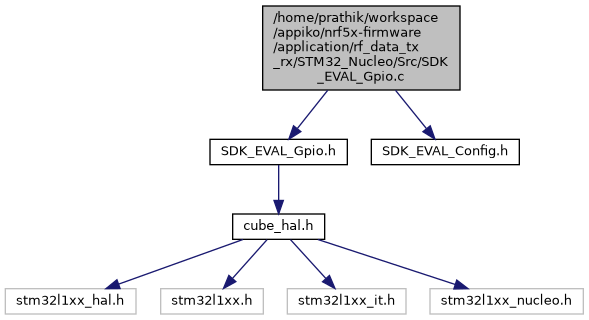 /home/prathik/workspace
/appiko/nrf5x-firmware
/application/rf_data_tx
_rx/STM32_Nucleo/Src/SDK
_EVAL_Gpio.c
SDK_EVAL_Gpio.h
SDK_EVAL_Config.h
cube_hal.h
stm32l1xx_hal.h
stm32l1xx.h
stm32l1xx_it.h
stm32l1xx_nucleo.h